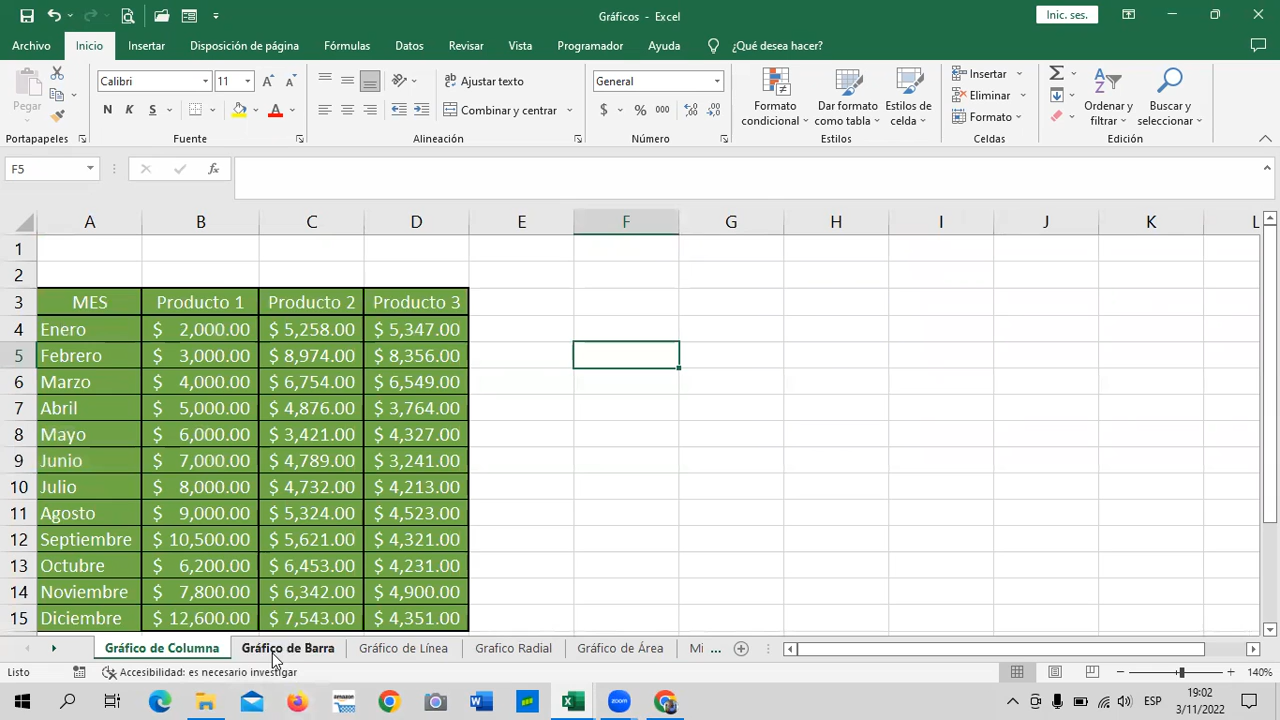 Gráficos - Excel
Inic. ses.
Archivo Inicio Insertar Disposición de página Fórmulas Datos Revisar Vista Programador Ayuda ¿Qué desea hacer?
Pegar
Calibri 11
N K S
Ajustar texto
Combinar y centrar
General
$ % 000
Formato condicional
Dar formato como tabla
Estilos de celda
Insertar
Eliminar
Formato
Ordenar y filtrar
Buscar y seleccionar
Portapapeles Fuente Alineación Número Estilos Celdas Edición
F5
A B C D E F G H I J K L
1
2
3 MES Producto 1 Producto 2 Producto 3
4 Enero $ 2,000.00 $ 5,258.00 $ 5,347.00
5 Febrero $ 3,000.00 $ 8,974.00 $ 8,356.00
6 Marzo $ 4,000.00 $ 6,754.00 $ 6,549.00
7 Abril $ 5,000.00 $ 4,876.00 $ 3,764.00
8 Mayo $ 6,000.00 $ 3,421.00 $ 4,327.00
9 Junio $ 7,000.00 $ 4,789.00 $ 3,241.00
10 Julio $ 8,000.00 $ 4,732.00 $ 4,213.00
11 Agosto $ 9,000.00 $ 5,324.00 $ 4,523.00
12 Septiembre $ 10,500.00 $ 5,621.00 $ 4,321.00
13 Octubre $ 6,200.00 $ 6,453.00 $ 4,231.00
14 Noviembre $ 7,800.00 $ 6,342.00 $ 4,900.00
15 Diciembre $ 12,600.00 $ 7,543.00 $ 4,351.00
Gráfico de Columna Gráfico de Barra Gráfico de Línea Grafico Radial Gráfico de Área Mi ...
Listo Accesibilidad: es necesario investigar 140%
amazon zoom ESP 19:02
3/11/2022